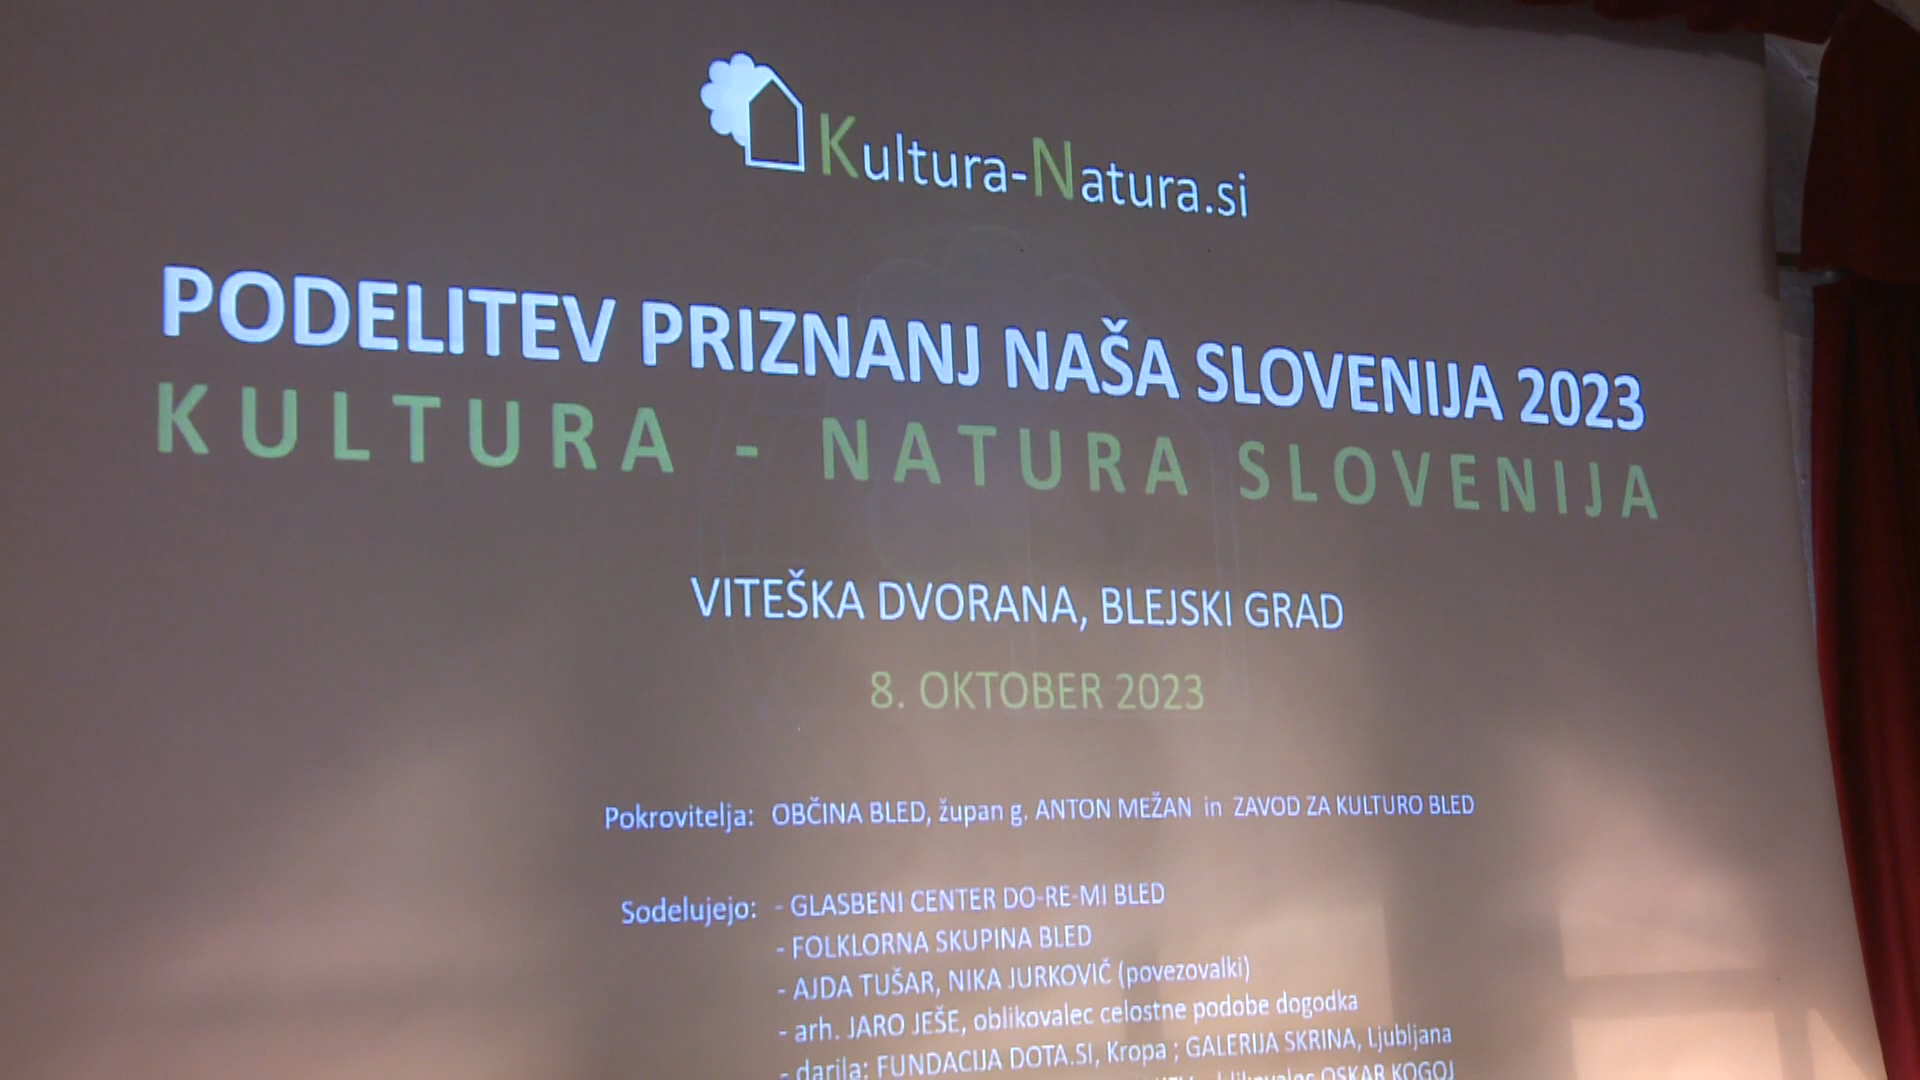 Kultura-Natura.si
PODELITEV PRIZNANJ NAŠA SLOVENIJA 2023
KULTURA - NATURA SLOVENIJA
VITEŠKA DVORANA, BLEJSKI GRAD
8. OKTOBER 2023
Pokrovitelja: OBČINA BLED, župan g. ANTON MEŽAN in ZAVOD ZA KULTURO BLED
Sodelujejo: - GLASBENI CENTER DO-RE-MI BLED
- FOLKLORNA SKUPINA BLED
- AJDA TUŠAR, NIKA JURKOVIČ (povezovalki)
- arh. JARO JEŠE, oblikovalec celostne podobe dogodka
- darila: FUNDACIJA DOTA.SI, Kropa ; GALERIJA SKRINA, Ljubljana
oblikovalec OSKAR KOGOJ